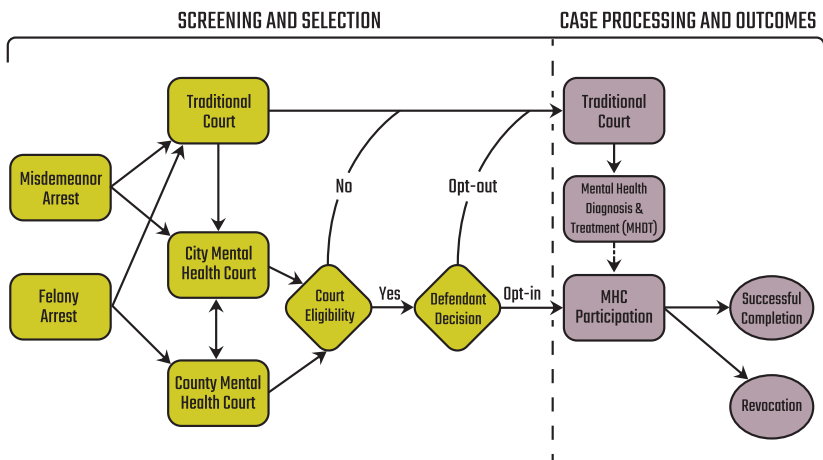 SCREENING AND SELECTION
CASE PROCESSING AND OUTCOMES
Traditional
Court
Traditional
Court
Misdemeanor
Arrest
No
Opt-out
Mental Health
Diagnosis &
Treatment (MHDT)
City Mental
Health Court
Felony
Arrest
Court
Eligibility
Yes
Defendant
Decision
Opt-in
MHC
Participation
Successful
Completion
County Mental
Health Court
Revocation